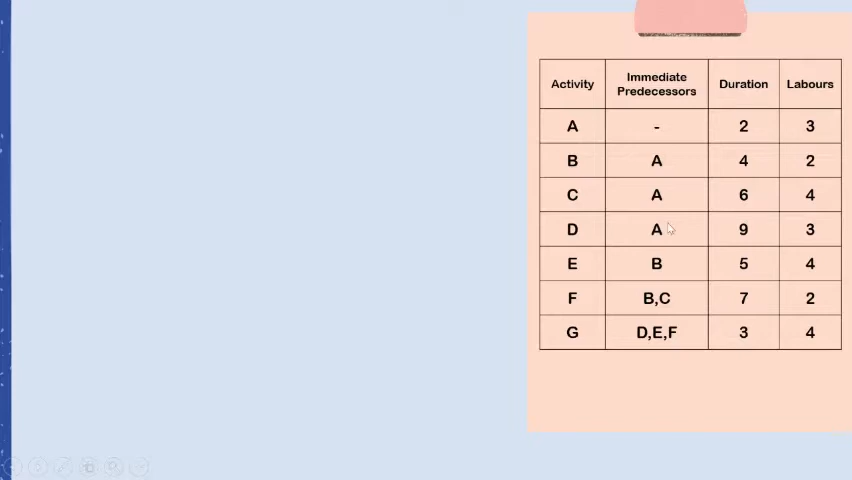 Activity Immediate Predecessors Duration Labours
A - 2 3
B A 4 2
C A 6 4
D A 9 3
E B 5 4
F B,C 7 2
G D,E,F 3 4